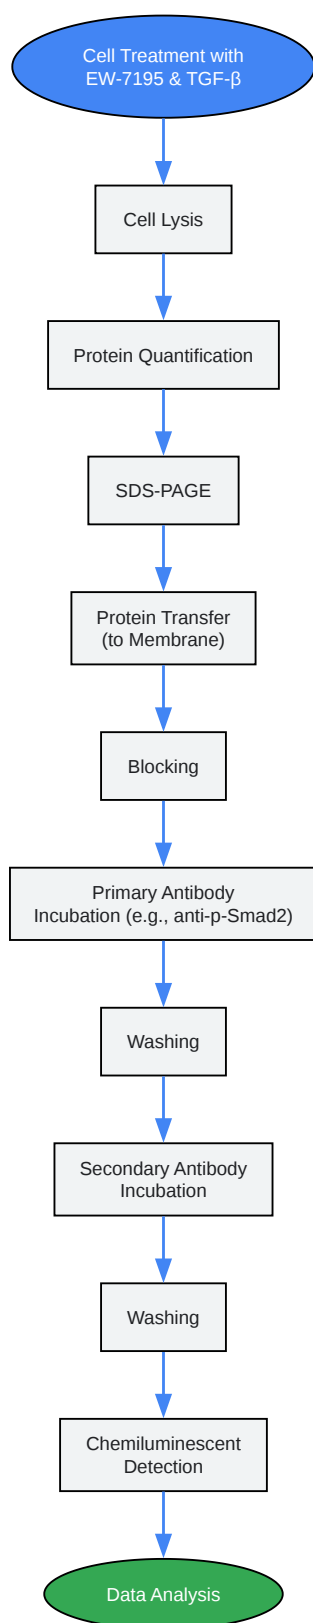 Cell Treatment with
EW-7195 & TGF-β
Cell Lysis
Protein Quantification
SDS-PAGE
Protein Transfer
(to Membrane)
Blocking
Primary Antibody
Incubation (e.g., anti-p-Smad2)
Washing
Secondary Antibody
Incubation
Washing
Chemiluminescent
Detection
Data Analysis